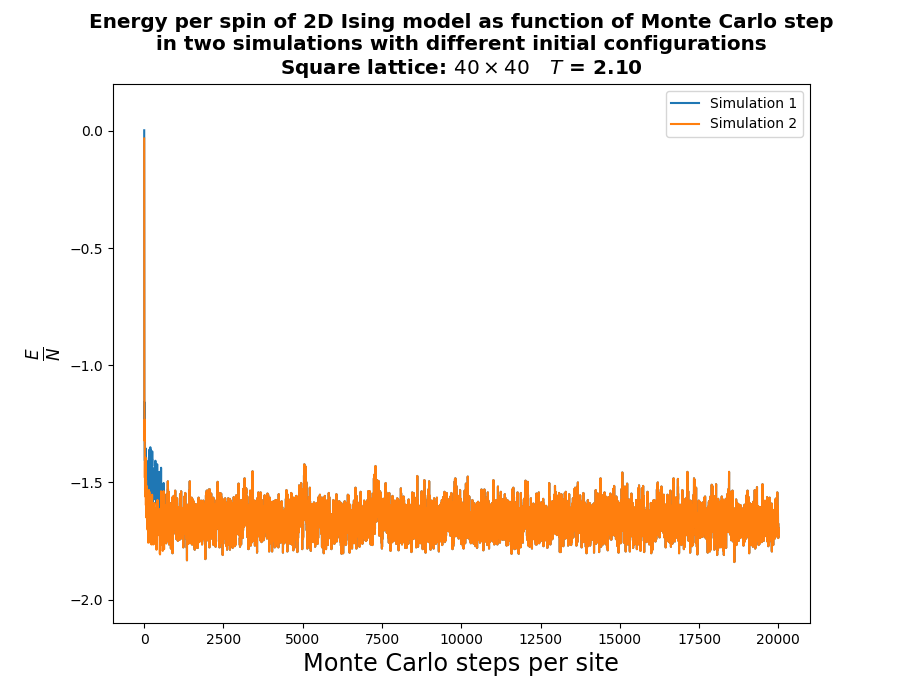 Energy per spin of 2D Ising model as function of Monte Carlo step
in two simulations with different initial configurations
Square lattice: 40 × 40 T = 2.10
Simulation 1
Simulation 2
0.0
−0.5
−1.0
−1.5
−2.0
E
N
0 2500 5000 7500 10000 12500 15000 17500 20000
Monte Carlo steps per site